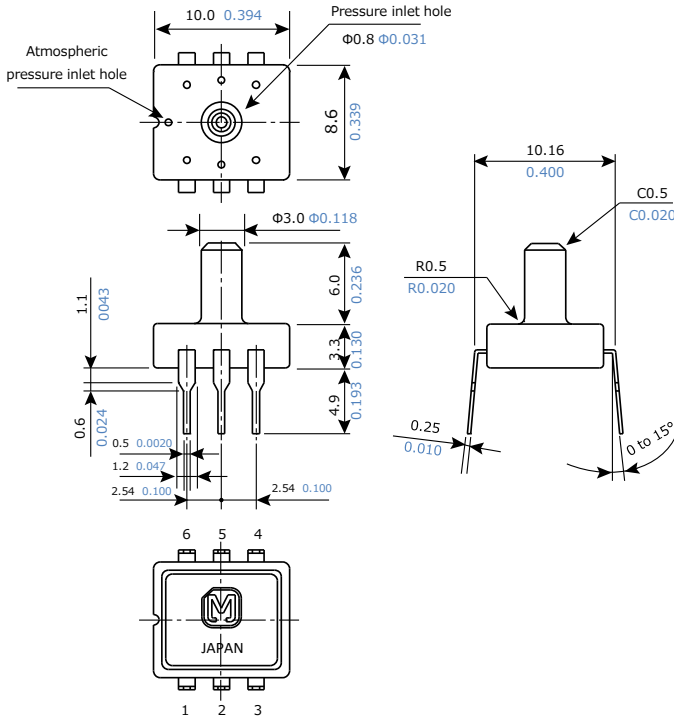 10.0 0.394
Pressure inlet hole
Φ0.8 Φ0.031
Atmospheric
pressure inlet hole
8.6
0.339
Φ3.0 Φ0.118
6.0
0.236
1.1
0043
3.3
0.130
4.9
0.193
0.6
0.024
0.5 0.0020
1.2 0.047
2.54 0.100
2.54 0.100
10.16
0.400
C0.5
C0.020
R0.5
R0.020
0.25
0.010
0 to 15°
6 5 4
M
JAPAN
1 2 3